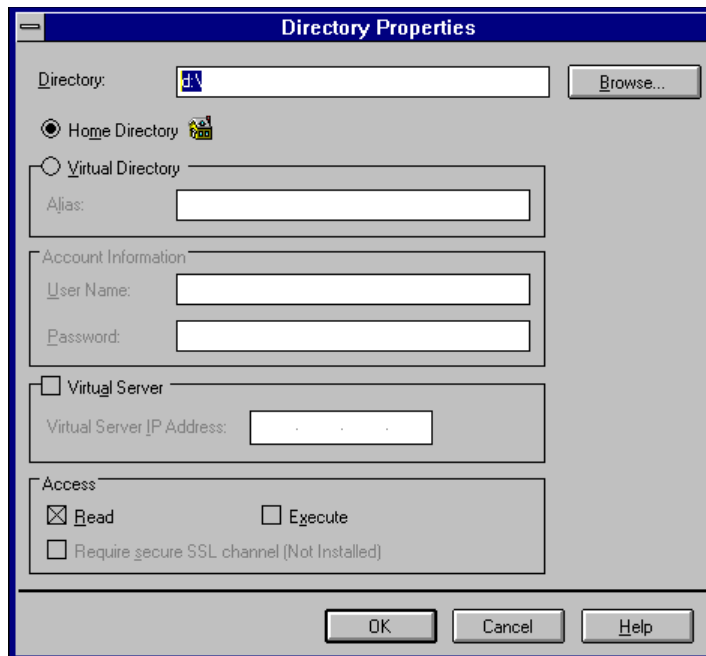 Directory Properties
Directory: d:\ Browse...
Home Directory
Virtual Directory
Alias:
Account Information
User Name:
Password:
Virtual Server
Virtual Server IP Address: . . .
Access
Read Execute
Require secure SSL channel (Not Installed)
OK Cancel Help